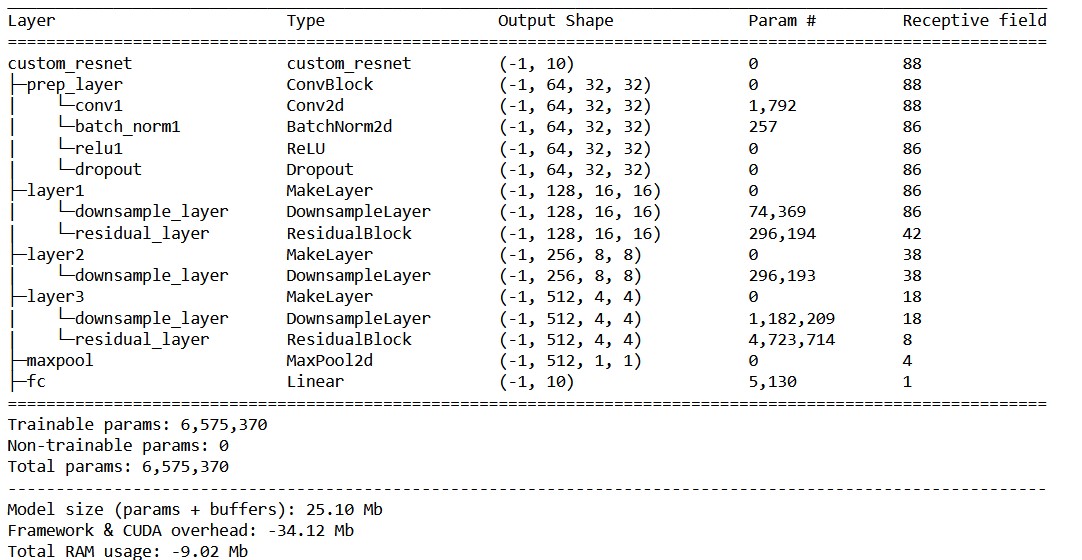 Layer Type Output Shape Param # Receptive field
================================================================================
custom_resnet custom_resnet (-1, 10) 0 88
├─prep_layer ConvBlock (-1, 64, 32, 32) 0 88
| └─conv1 Conv2d (-1, 64, 32, 32) 1,792 88
| └─batch_norm1 BatchNorm2d (-1, 64, 32, 32) 257 86
| └─relu1 ReLU (-1, 64, 32, 32) 0 86
| └─dropout Dropout (-1, 64, 32, 32) 0 86
├─layer1 MakeLayer (-1, 128, 16, 16) 0 86
| └─downsample_layer DownsampleLayer (-1, 128, 16, 16) 74,369 86
| └─residual_layer ResidualBlock (-1, 128, 16, 16) 296,194 42
├─layer2 MakeLayer (-1, 256, 8, 8) 0 38
| └─downsample_layer DownsampleLayer (-1, 256, 8, 8) 296,193 38
├─layer3 MakeLayer (-1, 512, 4, 4) 0 18
| └─downsample_layer DownsampleLayer (-1, 512, 4, 4) 1,182,209 18
| └─residual_layer ResidualBlock (-1, 512, 4, 4) 4,723,714 8
├─maxpool MaxPool2d (-1, 512, 1, 1) 0 4
├─fc Linear (-1, 10) 5,130 1
================================================================================
Trainable params: 6,575,370
Non-trainable params: 0
Total params: 6,575,370
--------------------------------------------------------------------------------
Model size (params + buffers): 25.10 Mb
Framework & CUDA overhead: -34.12 Mb
Total RAM usage: -9.02 Mb